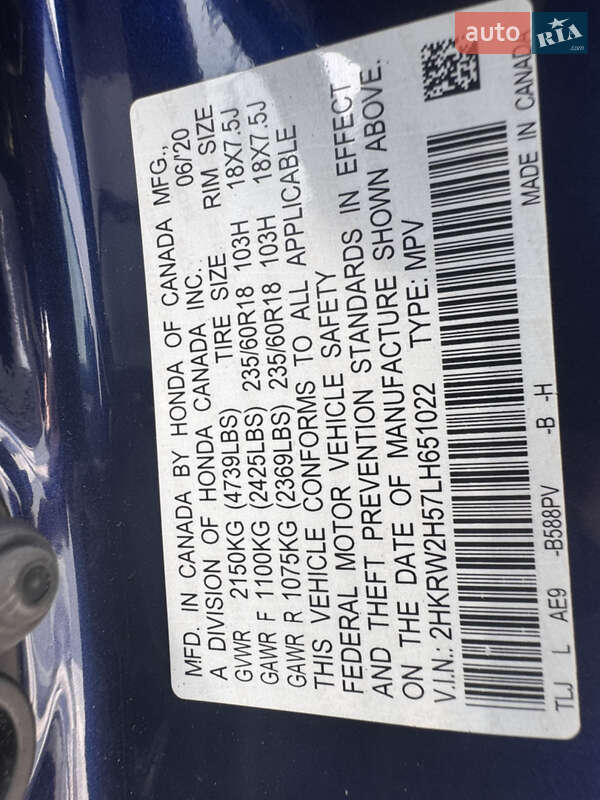 auto RIA.com
MFD. IN CANADA BY HONDA OF CANADA MFG.,
A DIVISION OF HONDA CANADA INC. 06/'20
TIRE SIZE RIM SIZE
GVWR 2150KG (4739LBS)
GAWR F 1100KG (2425LBS) 235/60R18 103H 18X7.5J
GAWR R 1075KG (2369LBS) 235/60R18 103H 18X7.5J
THIS VEHICLE CONFORMS TO ALL APPLICABLE
FEDERAL MOTOR VEHICLE SAFETY
AND THEFT PREVENTION STANDARDS IN EFFECT
ON THE DATE OF MANUFACTURE SHOWN ABOVE.
V.I.N.: 2HKRW2H57LH651022 TYPE: MPV
TLJ L AE9 -B588PV -B -H MADE IN CANADA